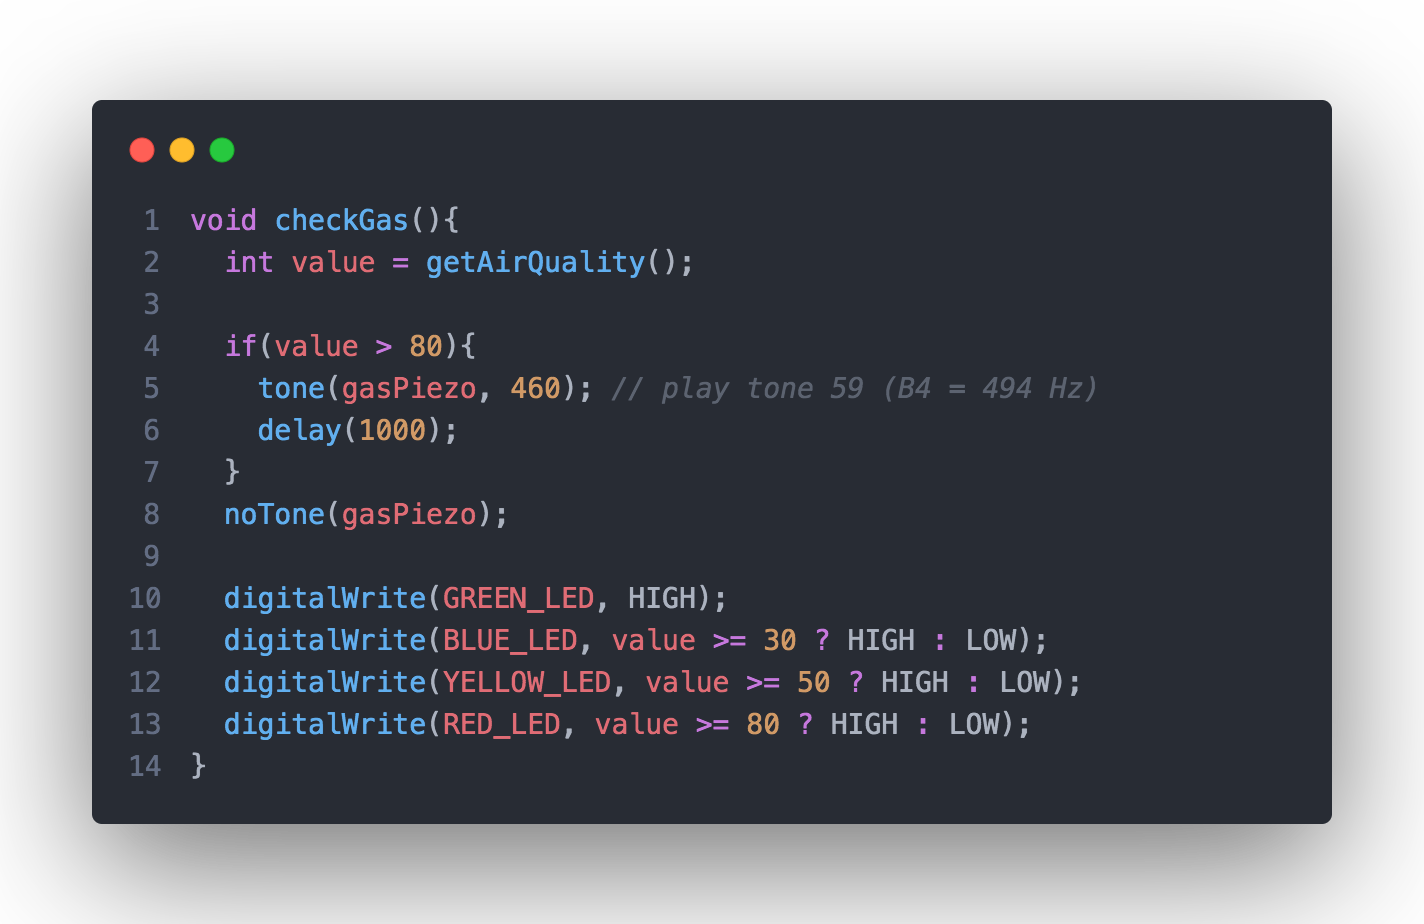 1 void checkGas(){
2   int value = getAirQuality();
3
4   if(value > 80){
5     tone(gasPiezo, 460); // play tone 59 (B4 = 494 Hz)
6     delay(1000);
7   }
8   noTone(gasPiezo);
9
10   digitalWrite(GREEN_LED, HIGH);
11   digitalWrite(BLUE_LED, value >= 30 ? HIGH : LOW);
12   digitalWrite(YELLOW_LED, value >= 50 ? HIGH : LOW);
13   digitalWrite(RED_LED, value >= 80 ? HIGH : LOW);
14 }